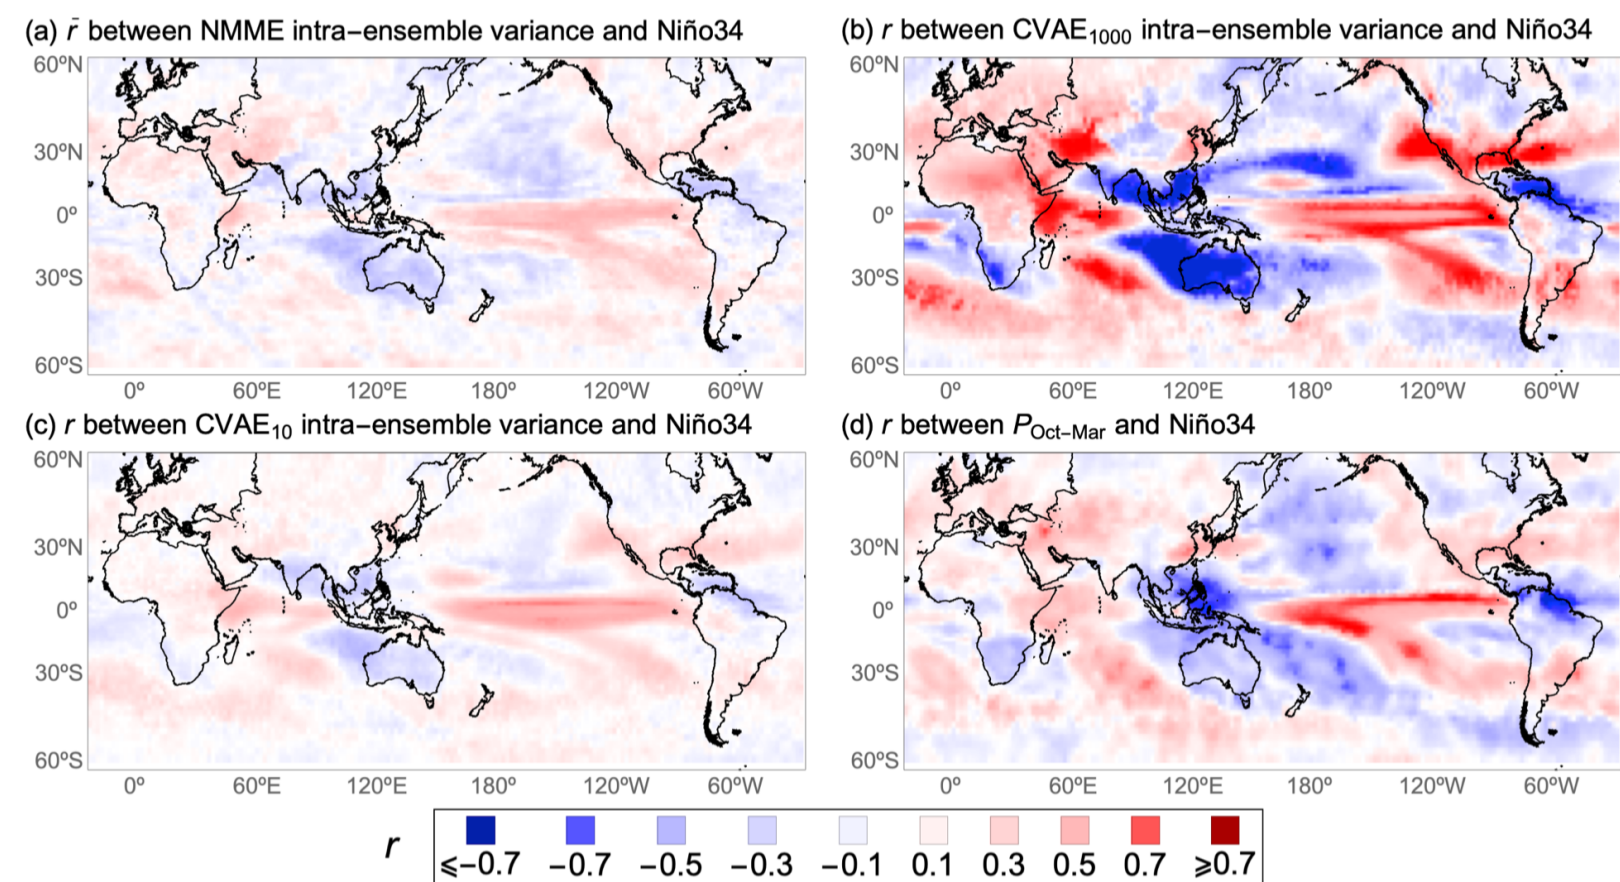 (a) r̄ between NMME intra−ensemble variance and Niño34
(b) r between CVAE1000 intra−ensemble variance and Niño34
60ºN
30ºN
0º
30ºS
60ºS
0º 60ºE 120ºE 180º 120ºW 60ºW
60ºN
30ºN
0º
30ºS
60ºS
0º 60ºE 120ºE 180º 120ºW 60ºW
(c) r between CVAE10 intra−ensemble variance and Niño34
(d) r between POct−Mar and Niño34
60ºN
30ºN
0º
30ºS
60ºS
0º 60ºE 120ºE 180º 120ºW 60ºW
60ºN
30ºN
0º
30ºS
60ºS
0º 60ºE 120ºE 180º 120ºW 60ºW
r
⩽−0.7 −0.7 −0.5 −0.3 −0.1 0.1 0.3 0.5 0.7 ⩾0.7